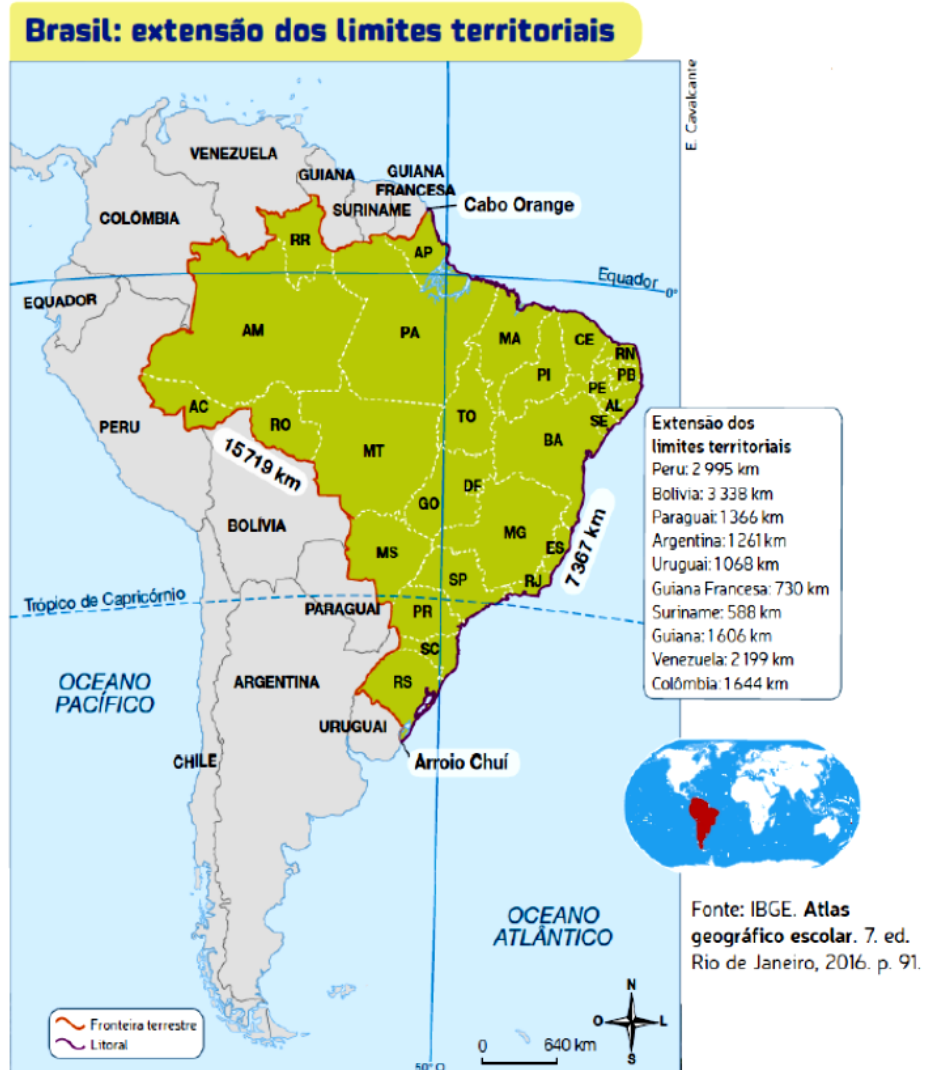 Brasil: extensão dos limites territoriais
E. Cavalcante
VENEZUELA
GUIANA
GUIANA
FRANCESA
SURINAME
Cabo Orange
COLÔMBIA
RR
AP
Equador
0°
EQUADOR
AM
PA
MA
CE
RN
PB
PI
PE
AL
SE
AC
RO
TO
PERU
MT
BA
15 719 km
DF
GO
BOLÍVIA
MG
ES
7 367 km
MS
SP
RJ
Trópico de Capricórnio
PARAGUAI
PR
SC
OCEANO
PACÍFICO
ARGENTINA
RS
URUGUAI
CHILE
Arroio Chuí
Extensão dos
limites territoriais
Peru: 2 995 km
Bolívia: 3 338 km
Paraguai: 1 366 km
Argentina: 1 261 km
Uruguai: 1 068 km
Guiana Francesa: 730 km
Suriname: 588 km
Guiana: 1 606 km
Venezuela: 2 199 km
Colômbia: 1 644 km
OCEANO
ATLÂNTICO
Fonte: IBGE. Atlas
geográfico escolar. 7. ed.
Rio de Janeiro, 2016. p. 91.
Fronteira terrestre
Litoral
N
O
L
S
0 640 km
50° O